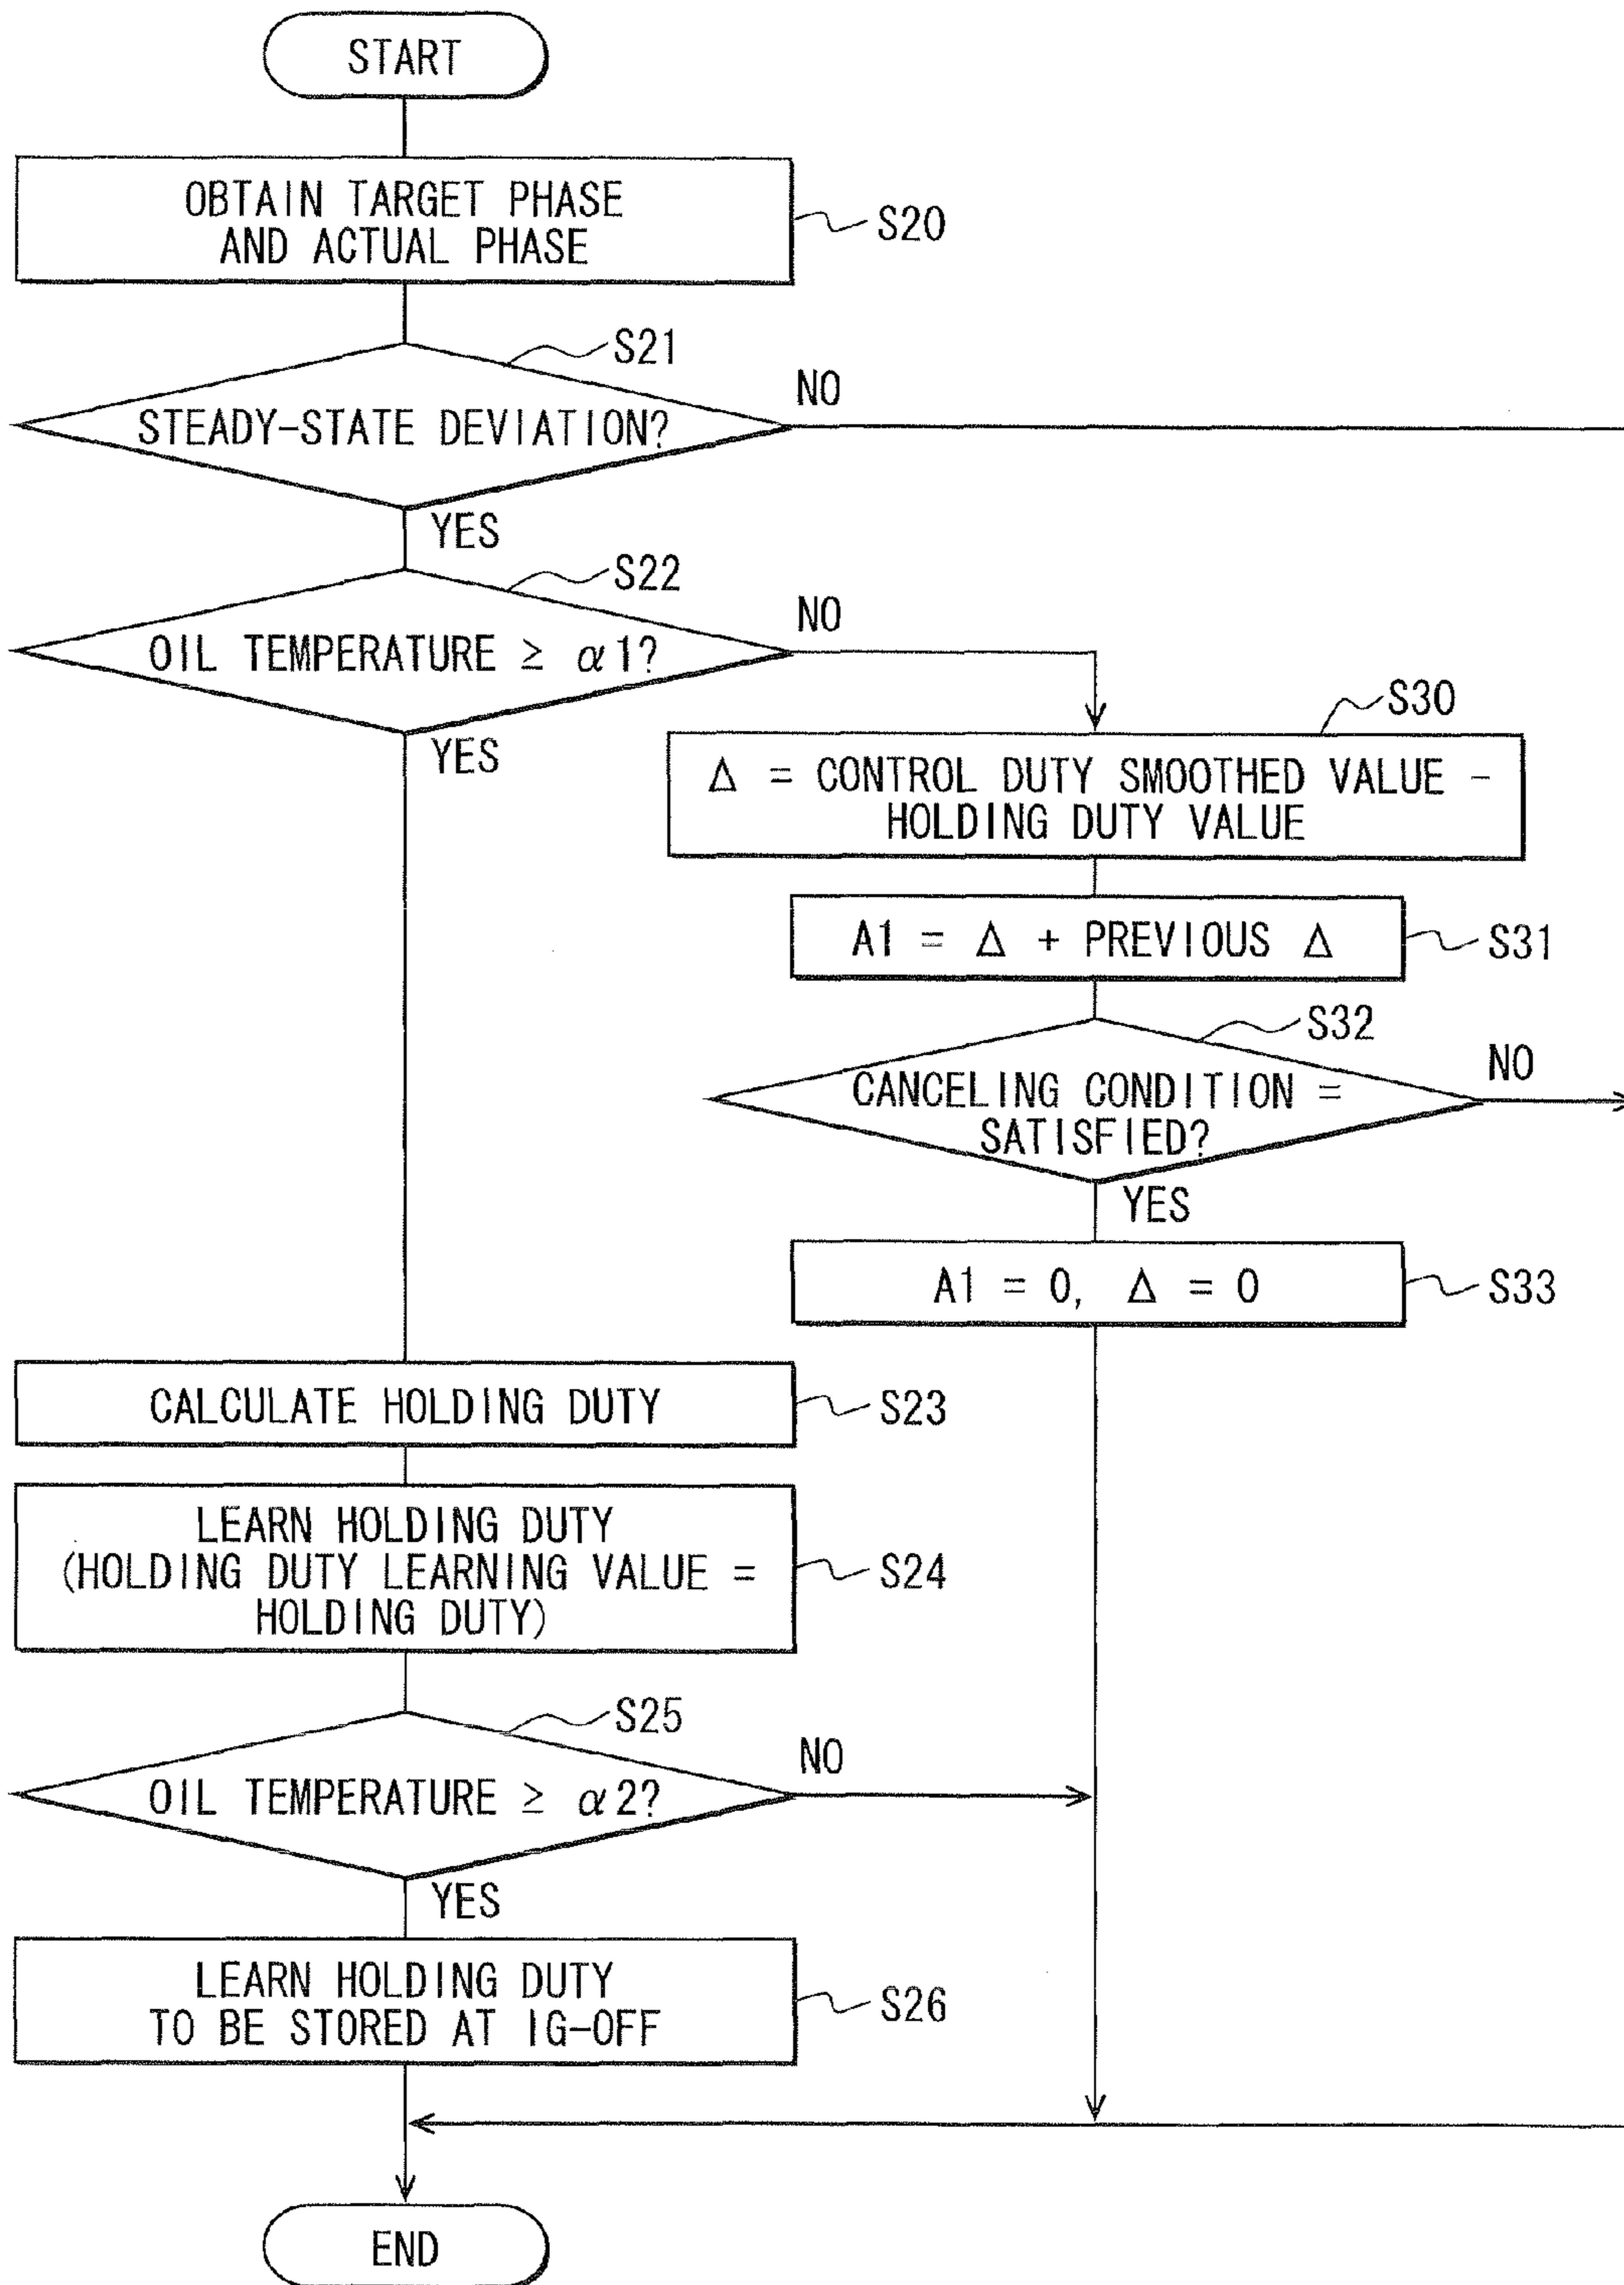 START
OBTAIN TARGET PHASE
AND ACTUAL PHASE
S20
S21
STEADY-STATE DEVIATION?
NO
YES
S22
OIL TEMPERATURE ≥ α1?
NO
YES
S30
Δ = CONTROL DUTY SMOOTHED VALUE -
HOLDING DUTY VALUE
A1 = Δ + PREVIOUS Δ
S31
S32
CANCELING CONDITION =
SATISFIED?
NO
YES
A1 = 0, Δ = 0
S33
CALCULATE HOLDING DUTY
S23
LEARN HOLDING DUTY
(HOLDING DUTY LEARNING VALUE =
HOLDING DUTY)
S24
S25
OIL TEMPERATURE ≥ α2?
NO
YES
LEARN HOLDING DUTY
TO BE STORED AT IG-OFF
S26
END